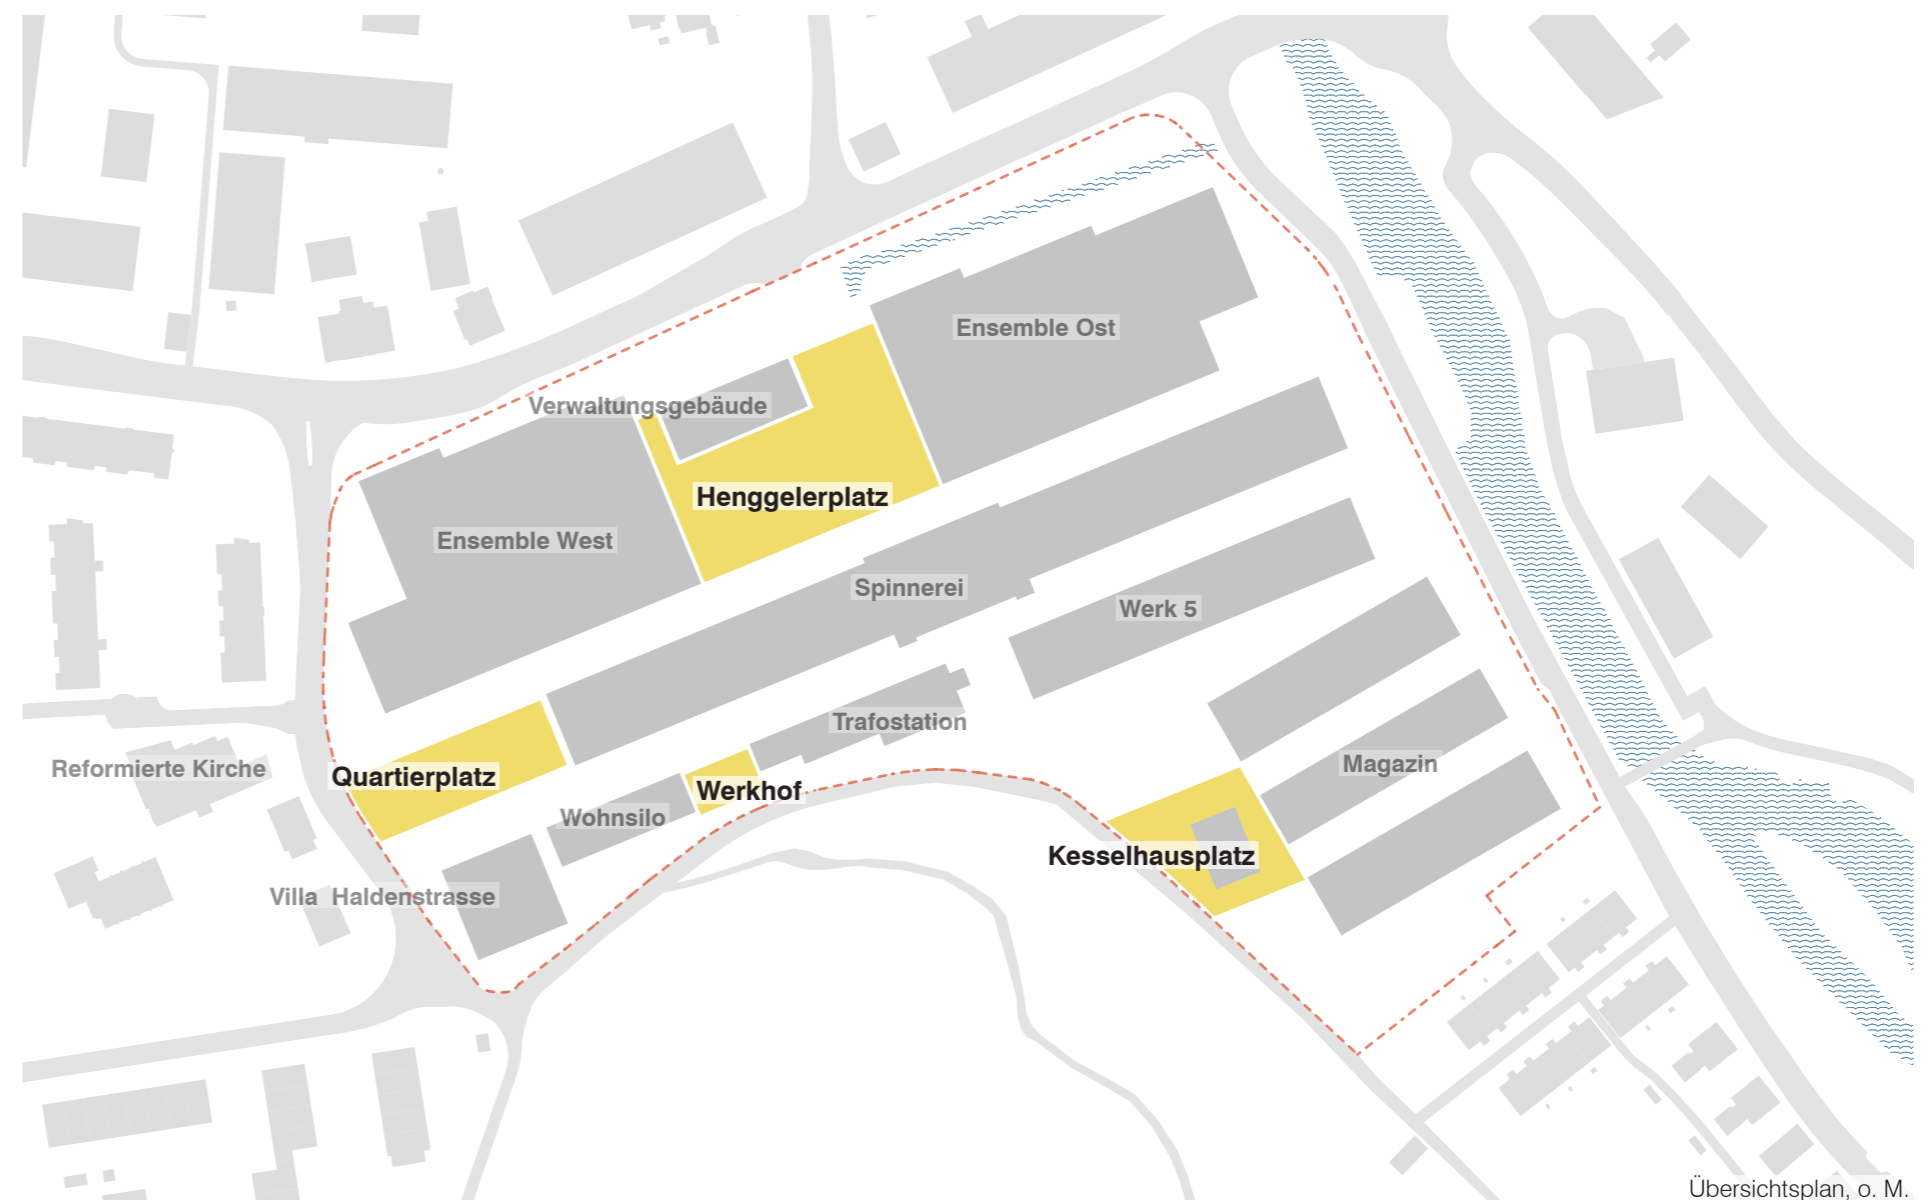 Ensemble Ost
Verwaltungsgebäude
Henggelerplatz
Ensemble West
Spinnerei
Werk 5
Trafostation
Magazin
Reformierte Kirche
Quartierplatz
Werkhof
Wohnsilo
Kesselhausplatz
Villa Haldenstrasse
Übersichtsplan, o. M.